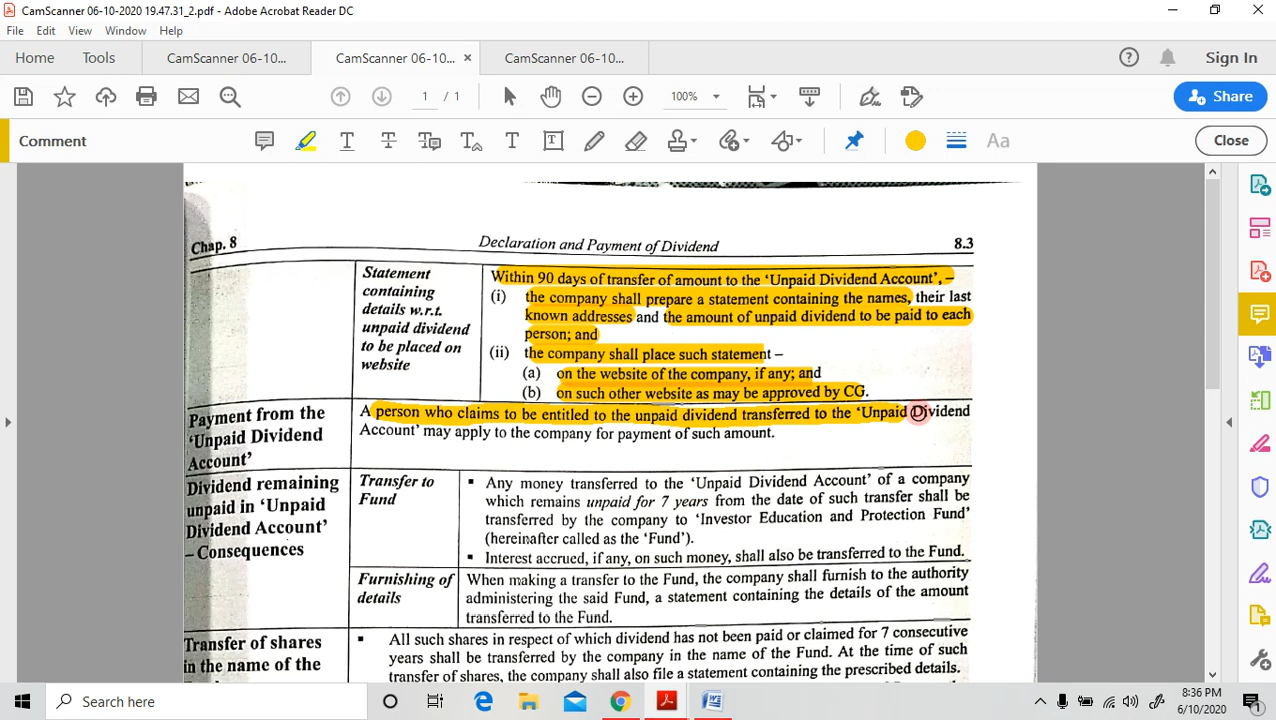 CamScanner 06-10-2020 19.47.31_2.pdf - Adobe Acrobat Reader DC
File Edit View Window Help
Home Tools CamScanner 06-10... CamScanner 06-10... × CamScanner 06-10... Sign In
1 / 1 100% Share
Comment Aa Close
Chap. 8 Declaration and Payment of Dividend 8.3
Statement containing details w.r.t. unpaid dividend to be placed on website
Within 90 days of transfer of amount to the 'Unpaid Dividend Account', –
(i) the company shall prepare a statement containing the names, their last
known addresses and the amount of unpaid dividend to be paid to each
person; and
(ii) the company shall place such statement –
(a) on the website of the company, if any; and
(b) on such other website as may be approved by CG.
Payment from the
'Unpaid Dividend
Account'
A person who claims to be entitled to the unpaid dividend transferred to the 'Unpaid Dividend
Account' may apply to the company for payment of such amount.
Dividend remaining
unpaid in 'Unpaid
Dividend Account'
– Consequences
Transfer to
Fund
▪ Any money transferred to the 'Unpaid Dividend Account' of a company
which remains unpaid for 7 years from the date of such transfer shall be
transferred by the company to 'Investor Education and Protection Fund'
(hereinafter called as the 'Fund').
▪ Interest accrued, if any, on such money, shall also be transferred to the Fund.
Furnishing of
details
When making a transfer to the Fund, the company shall furnish to the authority
administering the said Fund, a statement containing the details of the amount
transferred to the Fund.
Transfer of shares
in the name of the
▪ All such shares in respect of which dividend has not been paid or claimed for 7 consecutive
years shall be transferred by the company in the name of the Fund. At the time of such
transfer of shares, the company shall also file a statement containing the prescribed details.
Type here to search
8:36 PM
6/10/2020